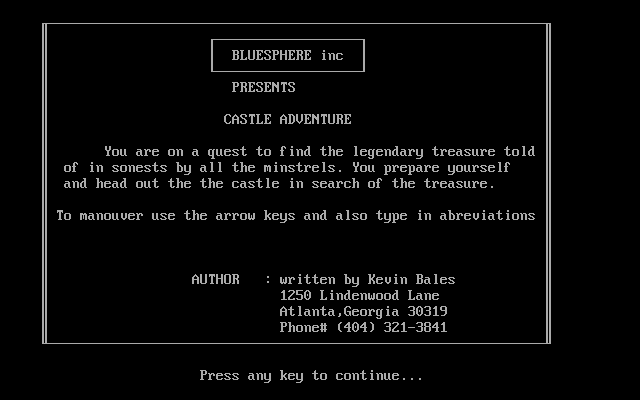 BLUESPHERE inc
PRESENTS
CASTLE ADVENTURE
You are on a quest to find the legendary treasure told
of in sonests by all the minstrels. You prepare yourself
and head out the the castle in search of the treasure.
To manouver use the arrow keys and also type in abreviations
AUTHOR : written by Kevin Bales
1250 Lindenwood Lane
Atlanta,Georgia 30319
Phone# (404) 321-3841
Press any key to continue...